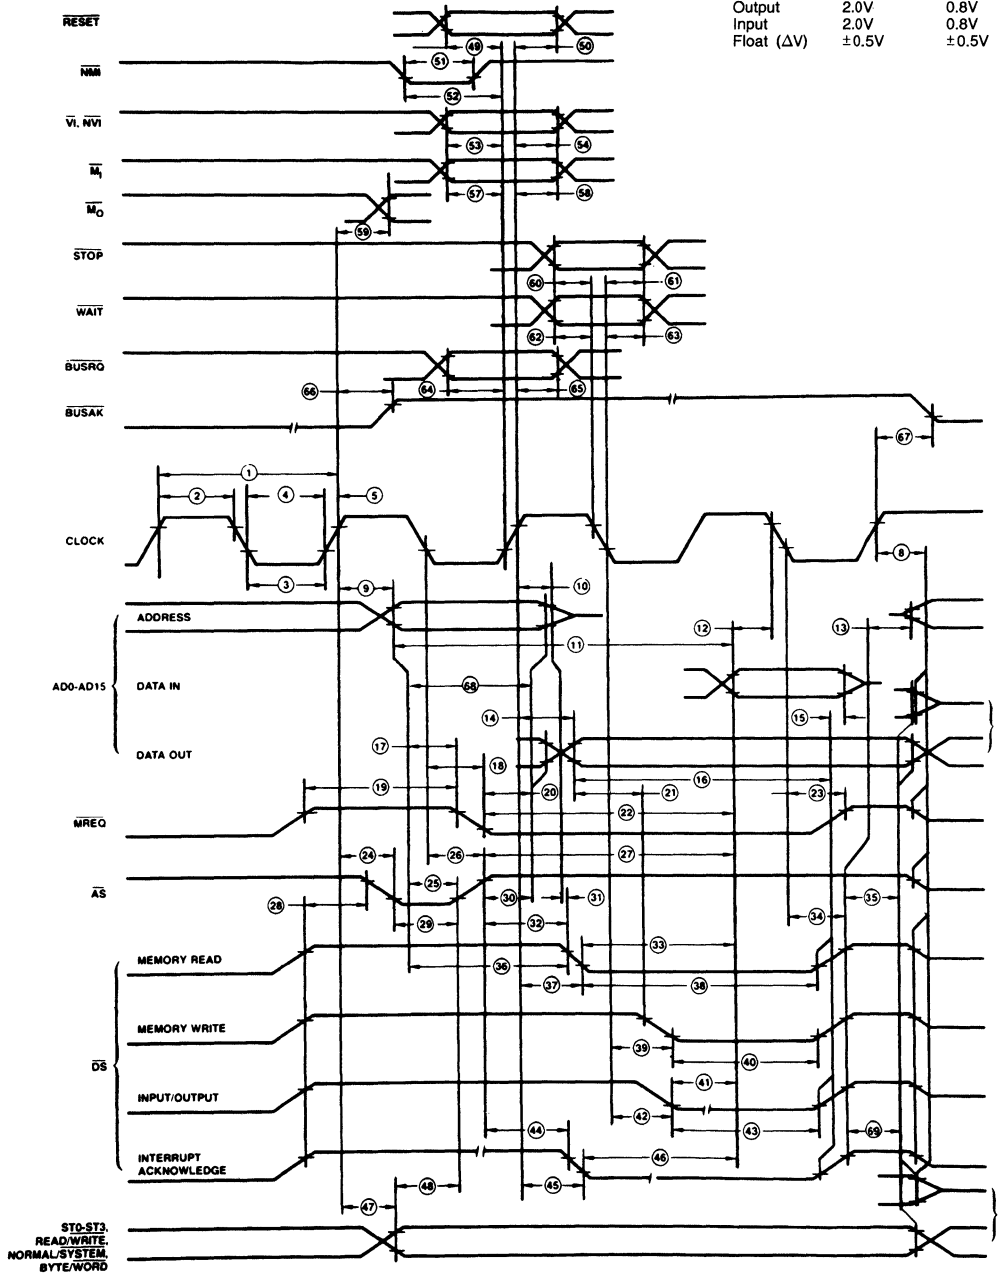 Output 2.0V 0.8V
Input 2.0V 0.8V
Float (ΔV) ±0.5V ±0.5V
RESET
49 50
51
NMI
52
VI, NVI
53 54
MI
57 58
MO
59
STOP
60 61
WAIT
62 63
BUSRQ
66 64 65
BUSAK
67
1
2 4 5
CLOCK
8
3 9 10
ADDRESS
12 13
11
AD0-AD15 DATA IN
68
14 15
17
DATA OUT
18
16
19 20 21 23
22
MREQ
24 26 27
25
AS
28 30 31 35
29 32 34
33
MEMORY READ
36
37 38
MEMORY WRITE
39
40
DS
41
INPUT/OUTPUT
42
44 43 69
INTERRUPT
ACKNOWLEDGE
46
48 45
47
ST0-ST3,
READ/WRITE,
NORMAL/SYSTEM,
BYTE/WORD